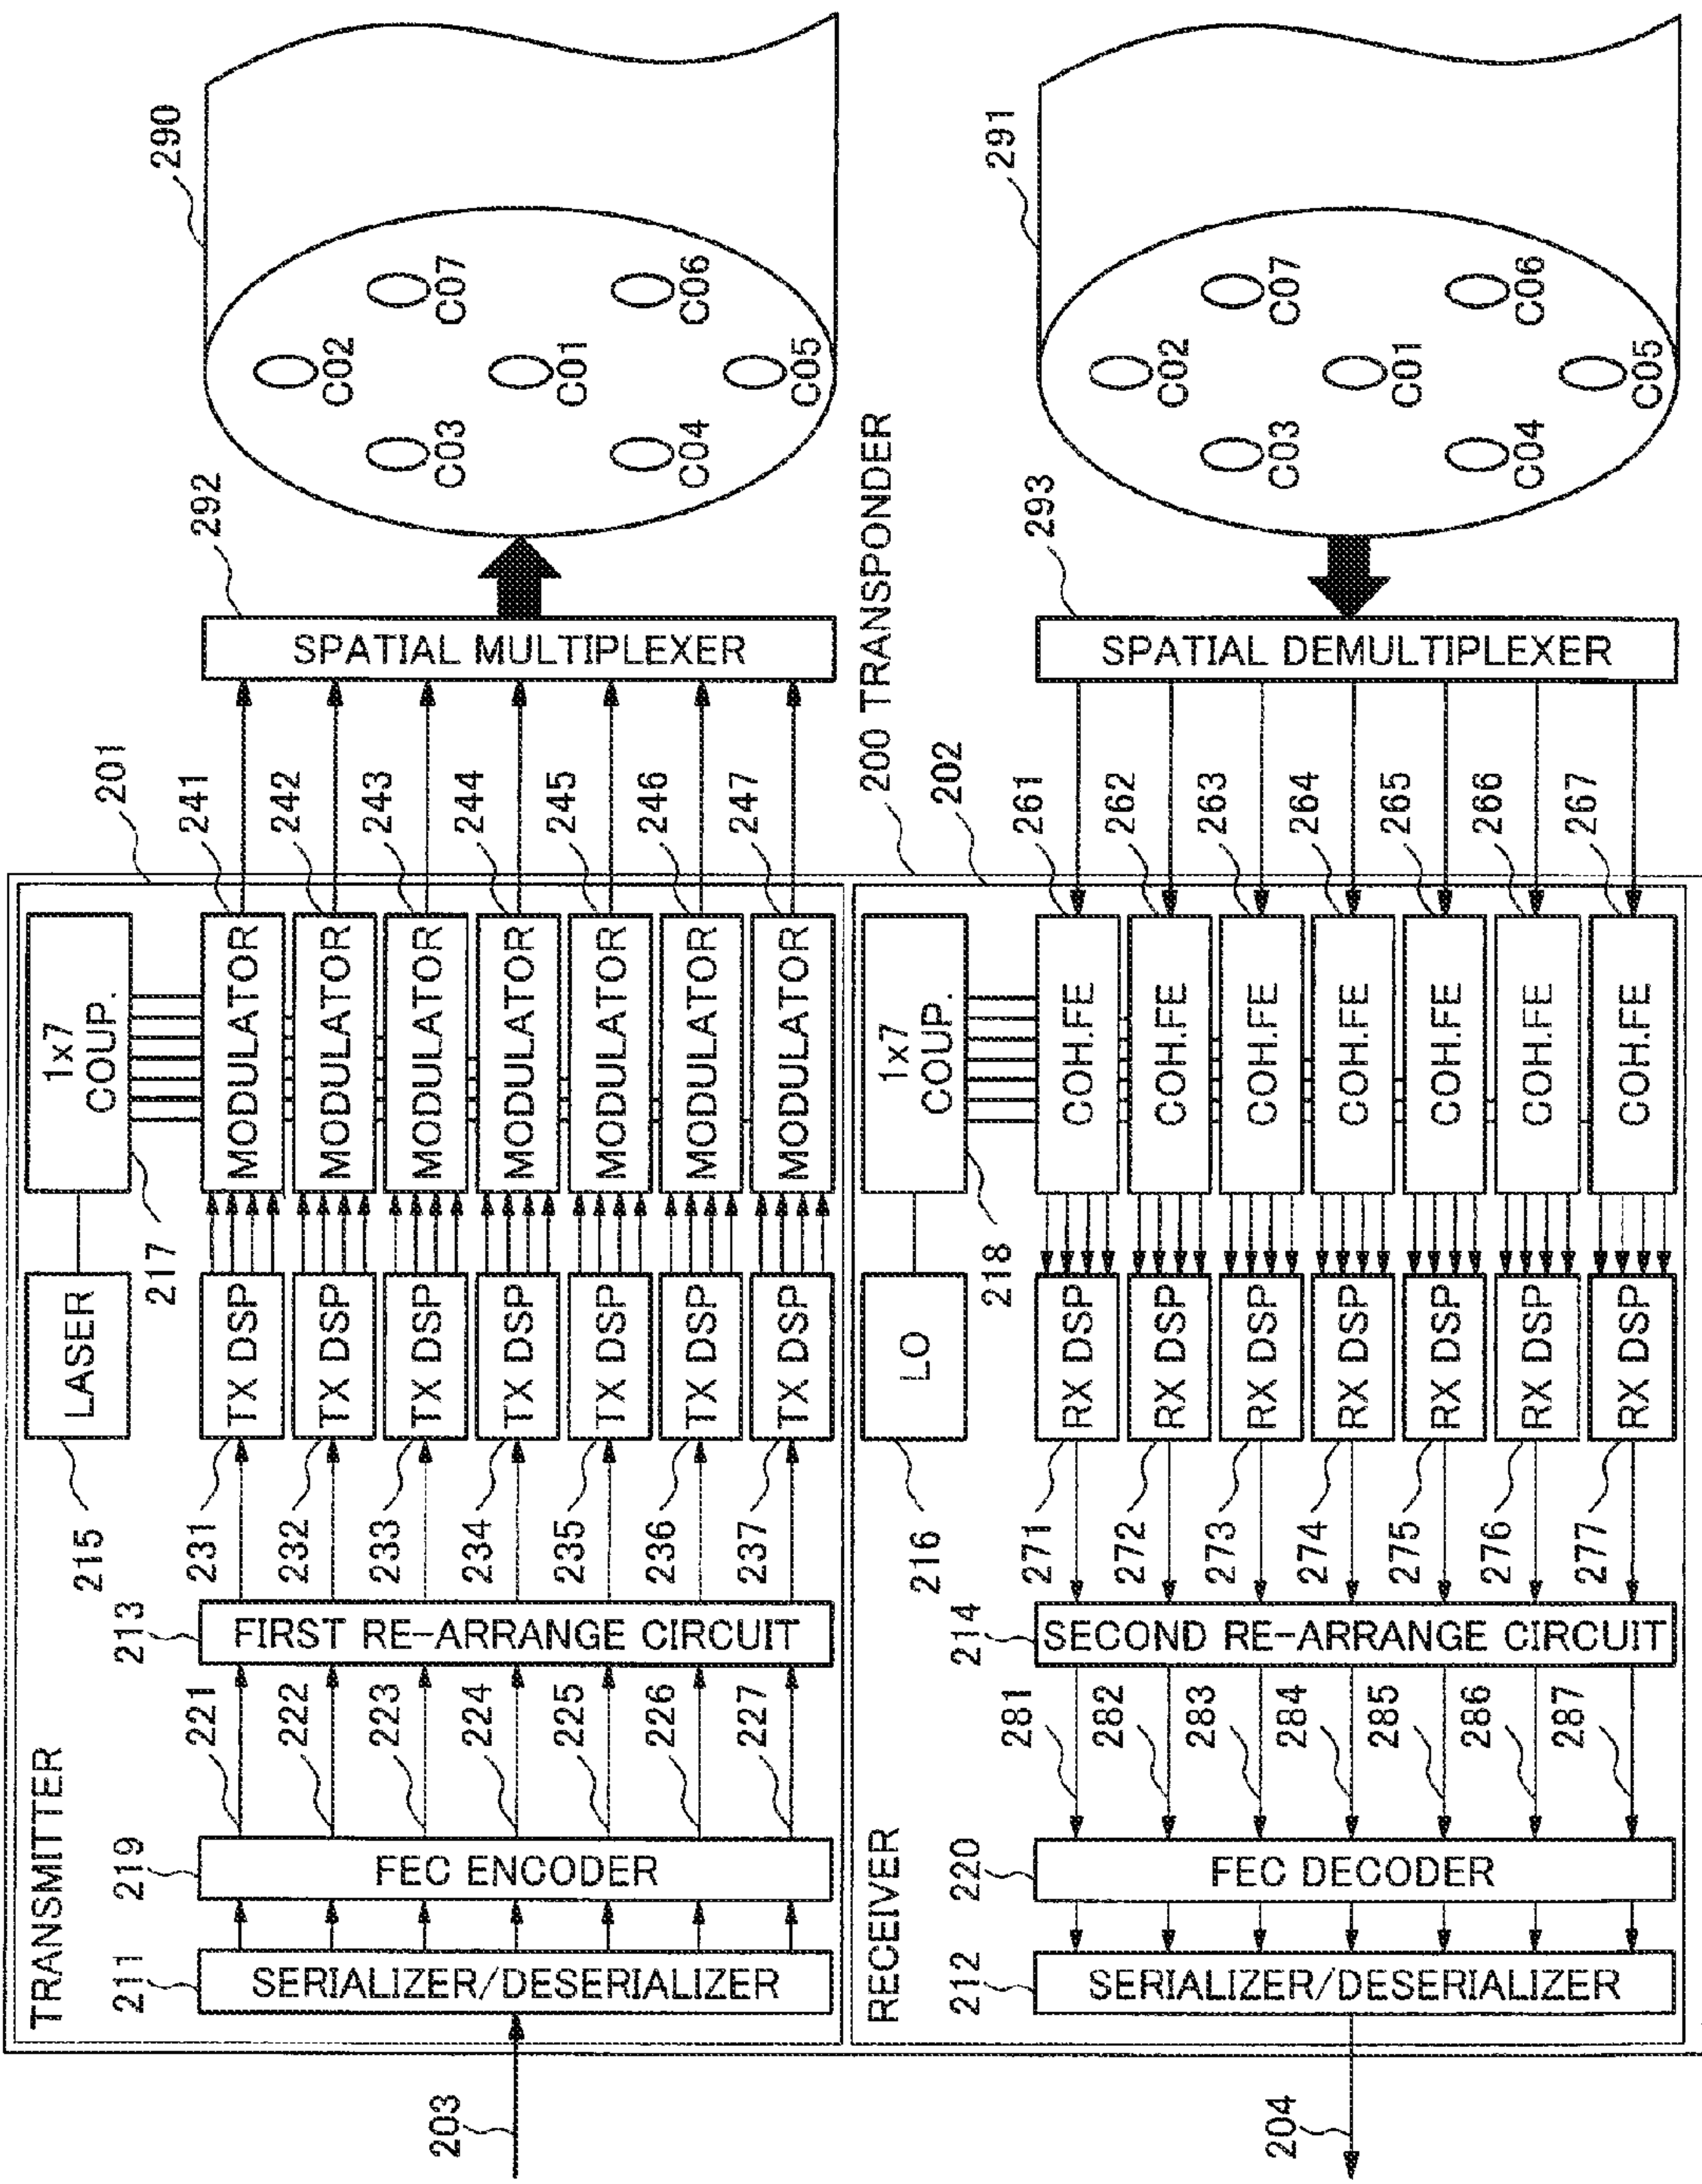 200 TRANSPONDER
TRANSMITTER
201
LASER
215
1x7
COUP.
217
203
211
SERIALIZER/DESERIALIZER
219
FEC ENCODER
221
222
223
224
225
226
227
213
FIRST RE-ARRANGE CIRCUIT
231
232
233
234
235
236
237
TX DSP
TX DSP
TX DSP
TX DSP
TX DSP
TX DSP
TX DSP
MODULATOR
MODULATOR
MODULATOR
MODULATOR
MODULATOR
MODULATOR
MODULATOR
241
242
243
244
245
246
247
292
SPATIAL MULTIPLEXER
290
C02
C03
C07
C01
C04
C06
C05
RECEIVER
202
LO
216
1x7
COUP.
218
204
212
SERIALIZER/DESERIALIZER
220
FEC DECODER
281
282
283
284
285
286
287
214
SECOND RE-ARRANGE CIRCUIT
271
272
273
274
275
276
277
RX DSP
RX DSP
RX DSP
RX DSP
RX DSP
RX DSP
RX DSP
COH.FE
COH.FE
COH.FE
COH.FE
COH.FE
COH.FE
COH.FE
261
262
263
264
265
266
267
293
SPATIAL DEMULTIPLEXER
291
C02
C03
C07
C01
C04
C06
C05